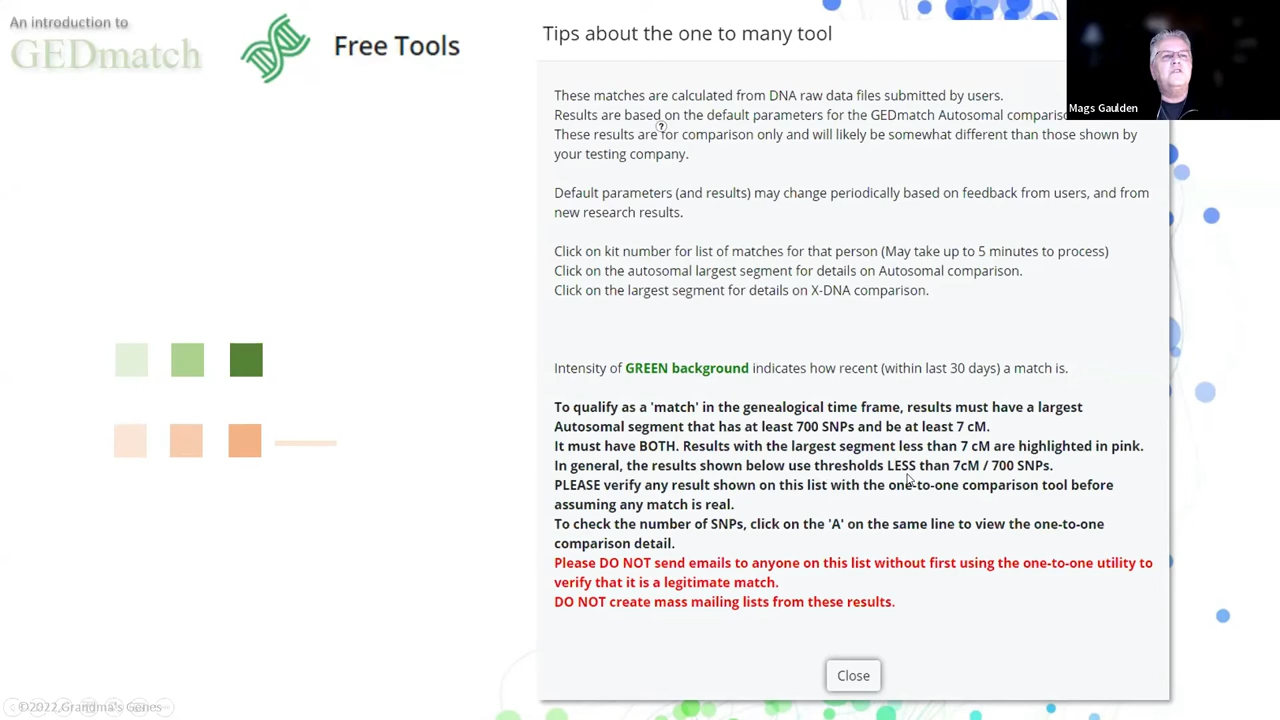 An introduction to
GEDmatch
Free Tools
Tips about the one to many tool
Mags Gaulden
These matches are calculated from DNA raw data files submitted by users.
Results are based on the default parameters for the GEDmatch Autosomal
These results are for comparison only and will likely be somewhat different than those shown by
your testing company.
Default parameters (and results) may change periodically based on feedback from users, and from
new research results.
Click on kit number for list of matches for that person (May take up to 5 minutes to process)
Click on the autosomal largest segment for details on Autosomal comparison.
Click on the largest segment for details on X-DNA comparison.
Intensity of GREEN background indicates how recent (within last 30 days) a match is.
To qualify as a 'match' in the genealogical time frame, results must have a largest
Autosomal segment that has at least 700 SNPs and be at least 7 cM.
It must have BOTH. Results with the largest segment less than 7 cM are highlighted in pink.
In general, the results shown below use thresholds LESS than 7cM / 700 SNPs.
PLEASE verify any result shown on this list with the one-to-one comparison tool before
assuming any match is real.
To check the number of SNPs, click on the 'A' on the same line to view the one-to-one
comparison detail.
Please DO NOT send emails to anyone on this list without first using the one-to-one utility to
verify that it is a legitimate match.
DO NOT create mass mailing lists from these results.
Close
©2022 Grandma's Genes